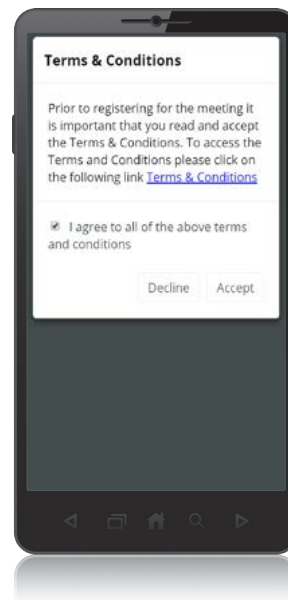 Terms & Conditions
Prior to registering for the meeting it
is important that you read and accept
the Terms & Conditions. To access the
Terms and Conditions please click on
the following link Terms & Conditions
I agree to all of the above terms
and conditions
Decline Accept